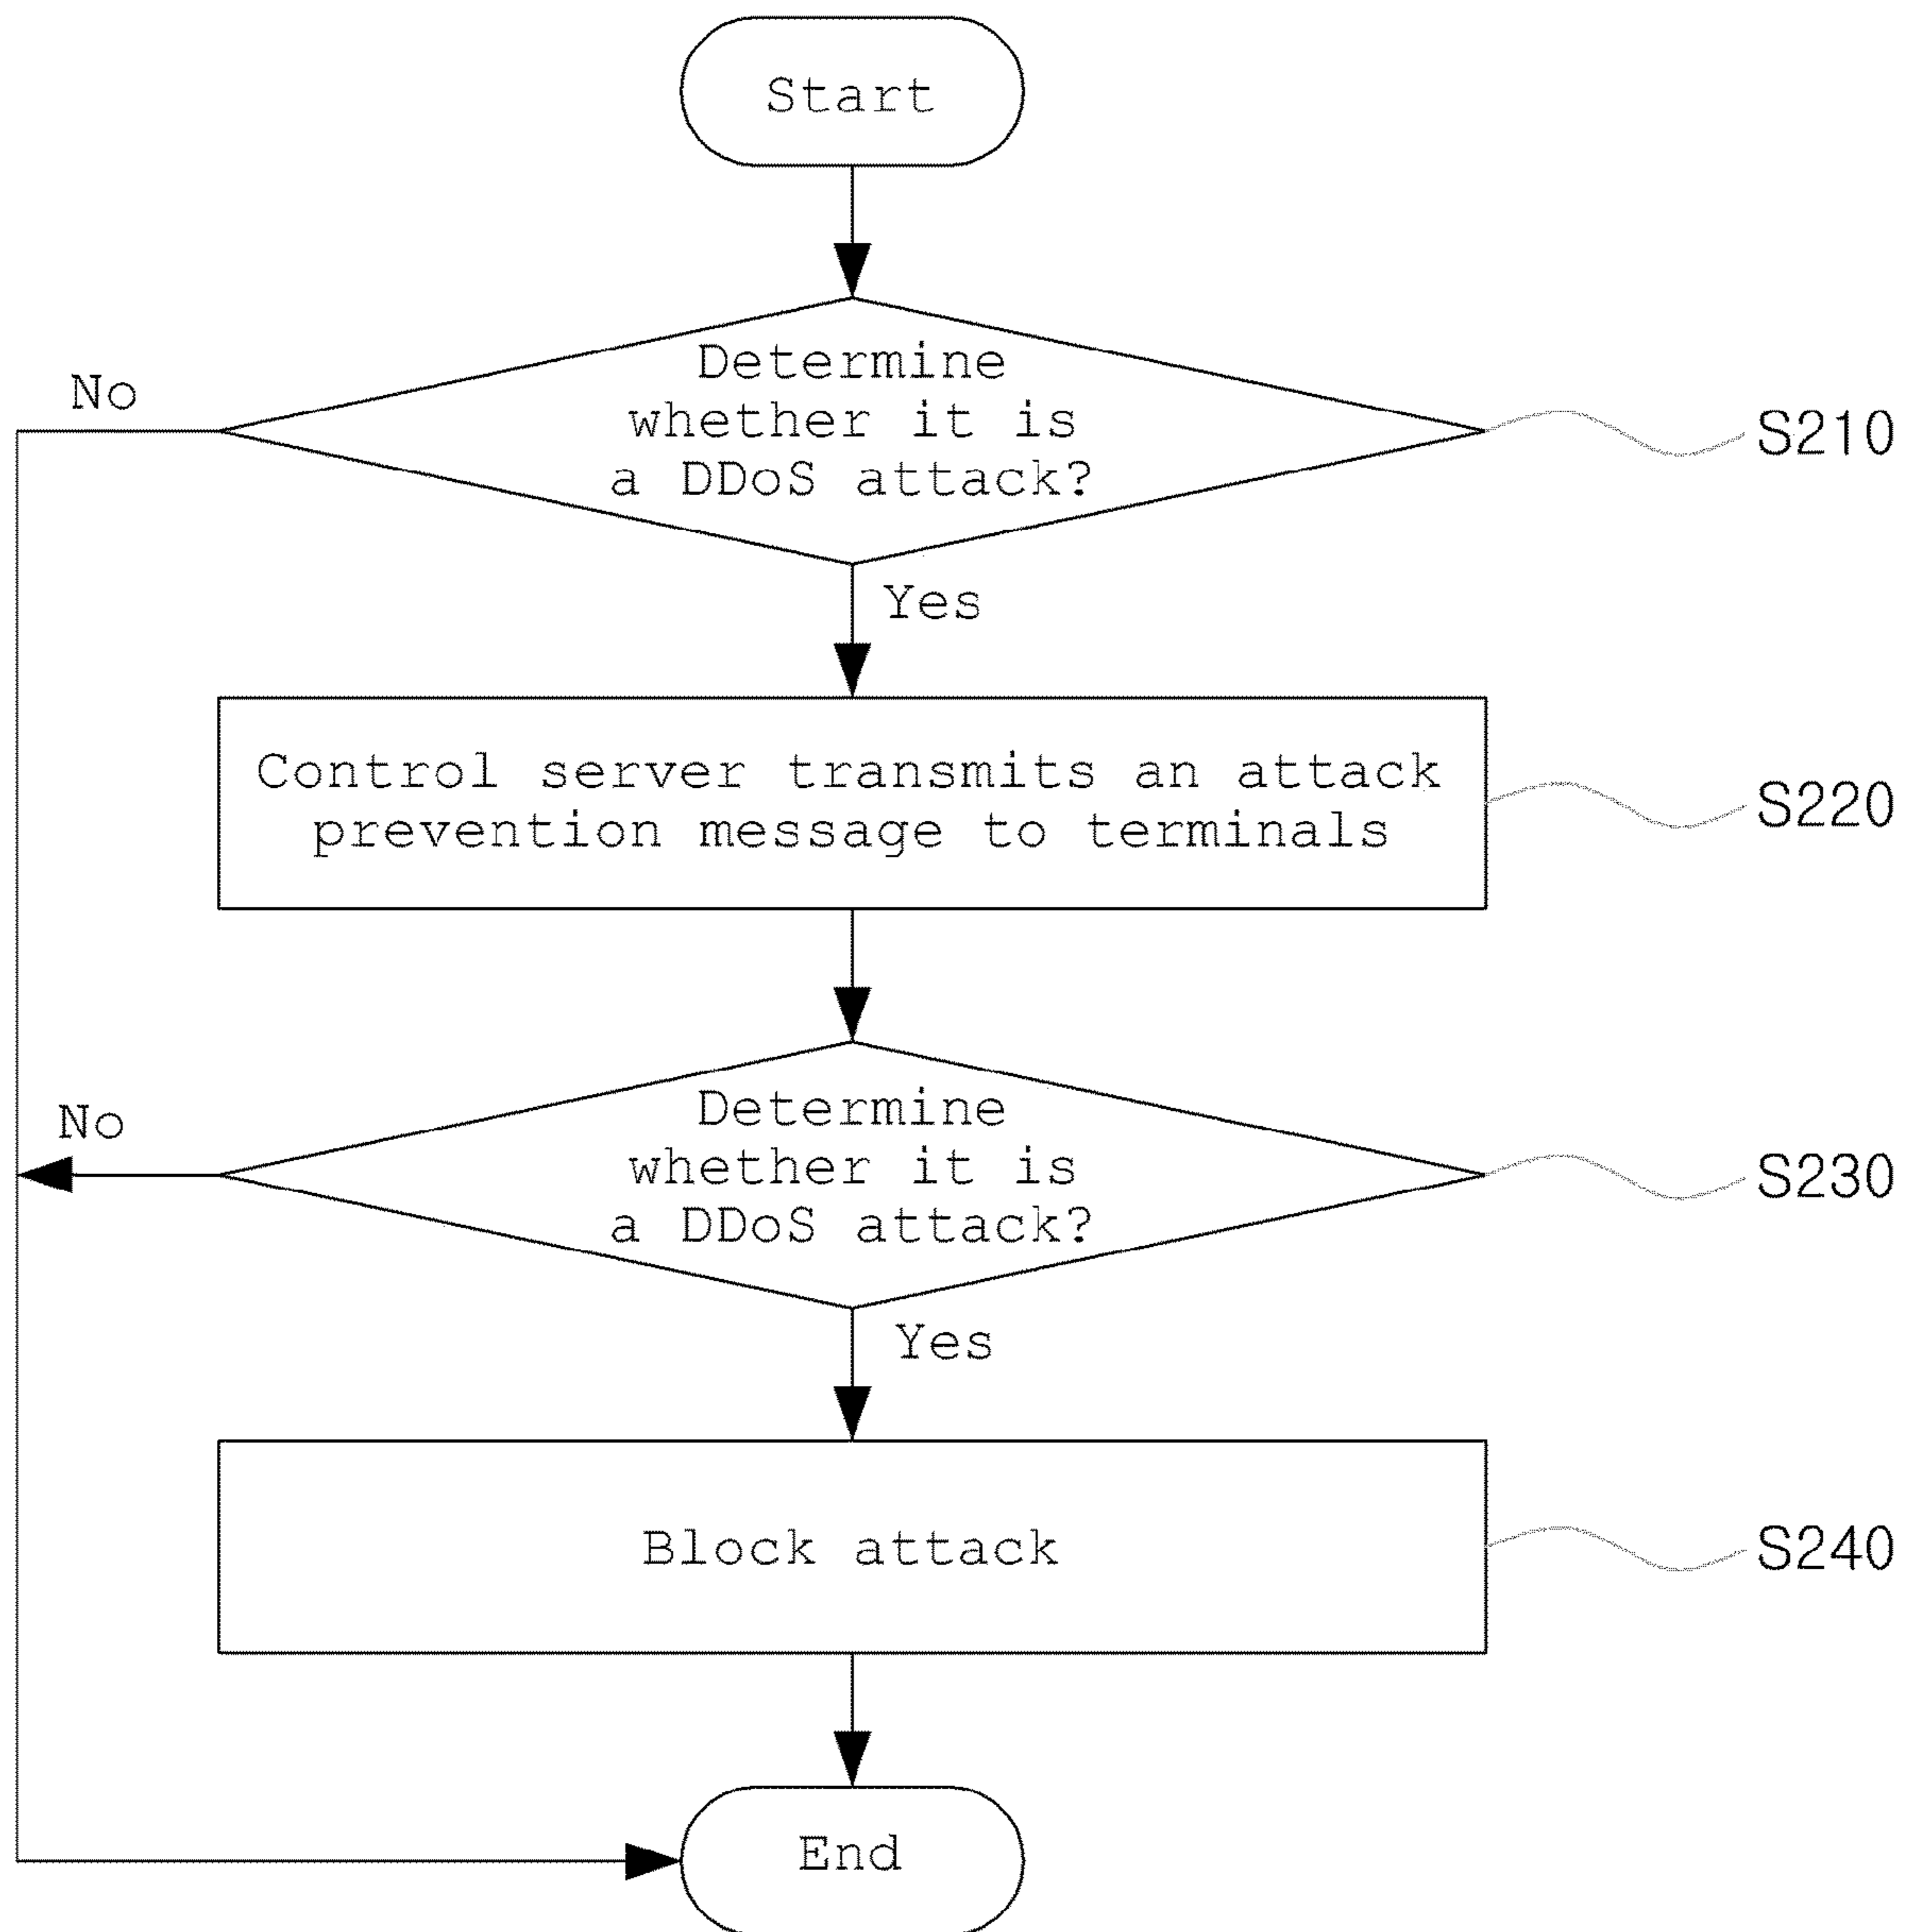 Start
Determine
whether it is
a DDoS attack?
No
S210
Yes
Control server transmits an attack
prevention message to terminals
S220
Determine
whether it is
a DDoS attack?
No
S230
Yes
Block attack
S240
End